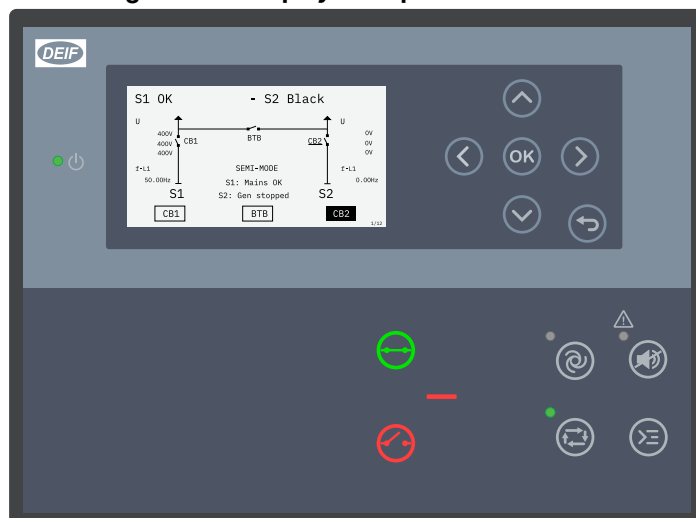 DEIF
S1 OK - S2 Black
U U
400V CB1 BTB CB2 0V
400V 0V
400V 0V
f-L1 SEMI-MODE f-L1
50.00Hz S1: Mains OK 0.00Hz
S1 S2: Gen stopped S2
CB1 BTB CB2
1/12
OK